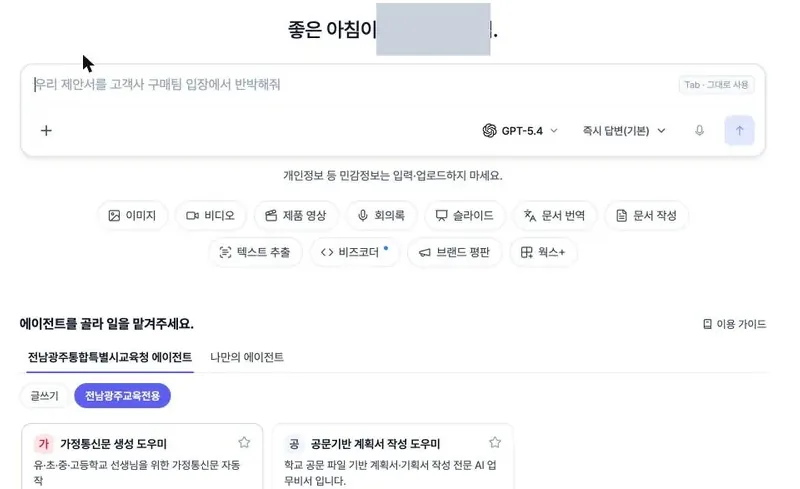 좋은 아침이
우리 제안서를 고객사 구매팀 입장에서 반박해줘
Tab · 그대로 사용
GPT-5.4
즉시 답변(기본)
개인정보 등 민감정보는 입력·업로드하지 마세요.
이미지 비디오 제품 영상 회의록 슬라이드 문서 번역 문서 작성
텍스트 추출 비즈코더 브랜드 평판 웍스+
에이전트를 골라 일을 맡겨주세요. 이용 가이드
전남광주통합특별시교육청 에이전트 나만의 에이전트
글쓰기 전남광주교육전용
가 가정통신문 생성 도우미
유·초·중·고등학교 선생님을 위한 가정통신문 자동
작
공 공문기반 계획서 작성 도우미
학교 공문 파일 기반 계획서·기획서 작성 전문 AI 업
무비서 입니다.